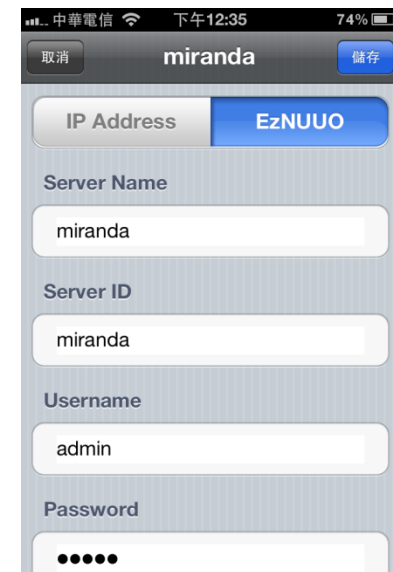 中華電信 下午12:35 74%
取消 miranda 儲存
IP Address EzNUUO
Server Name
miranda
Server ID
miranda
Username
admin
Password
●●●●●